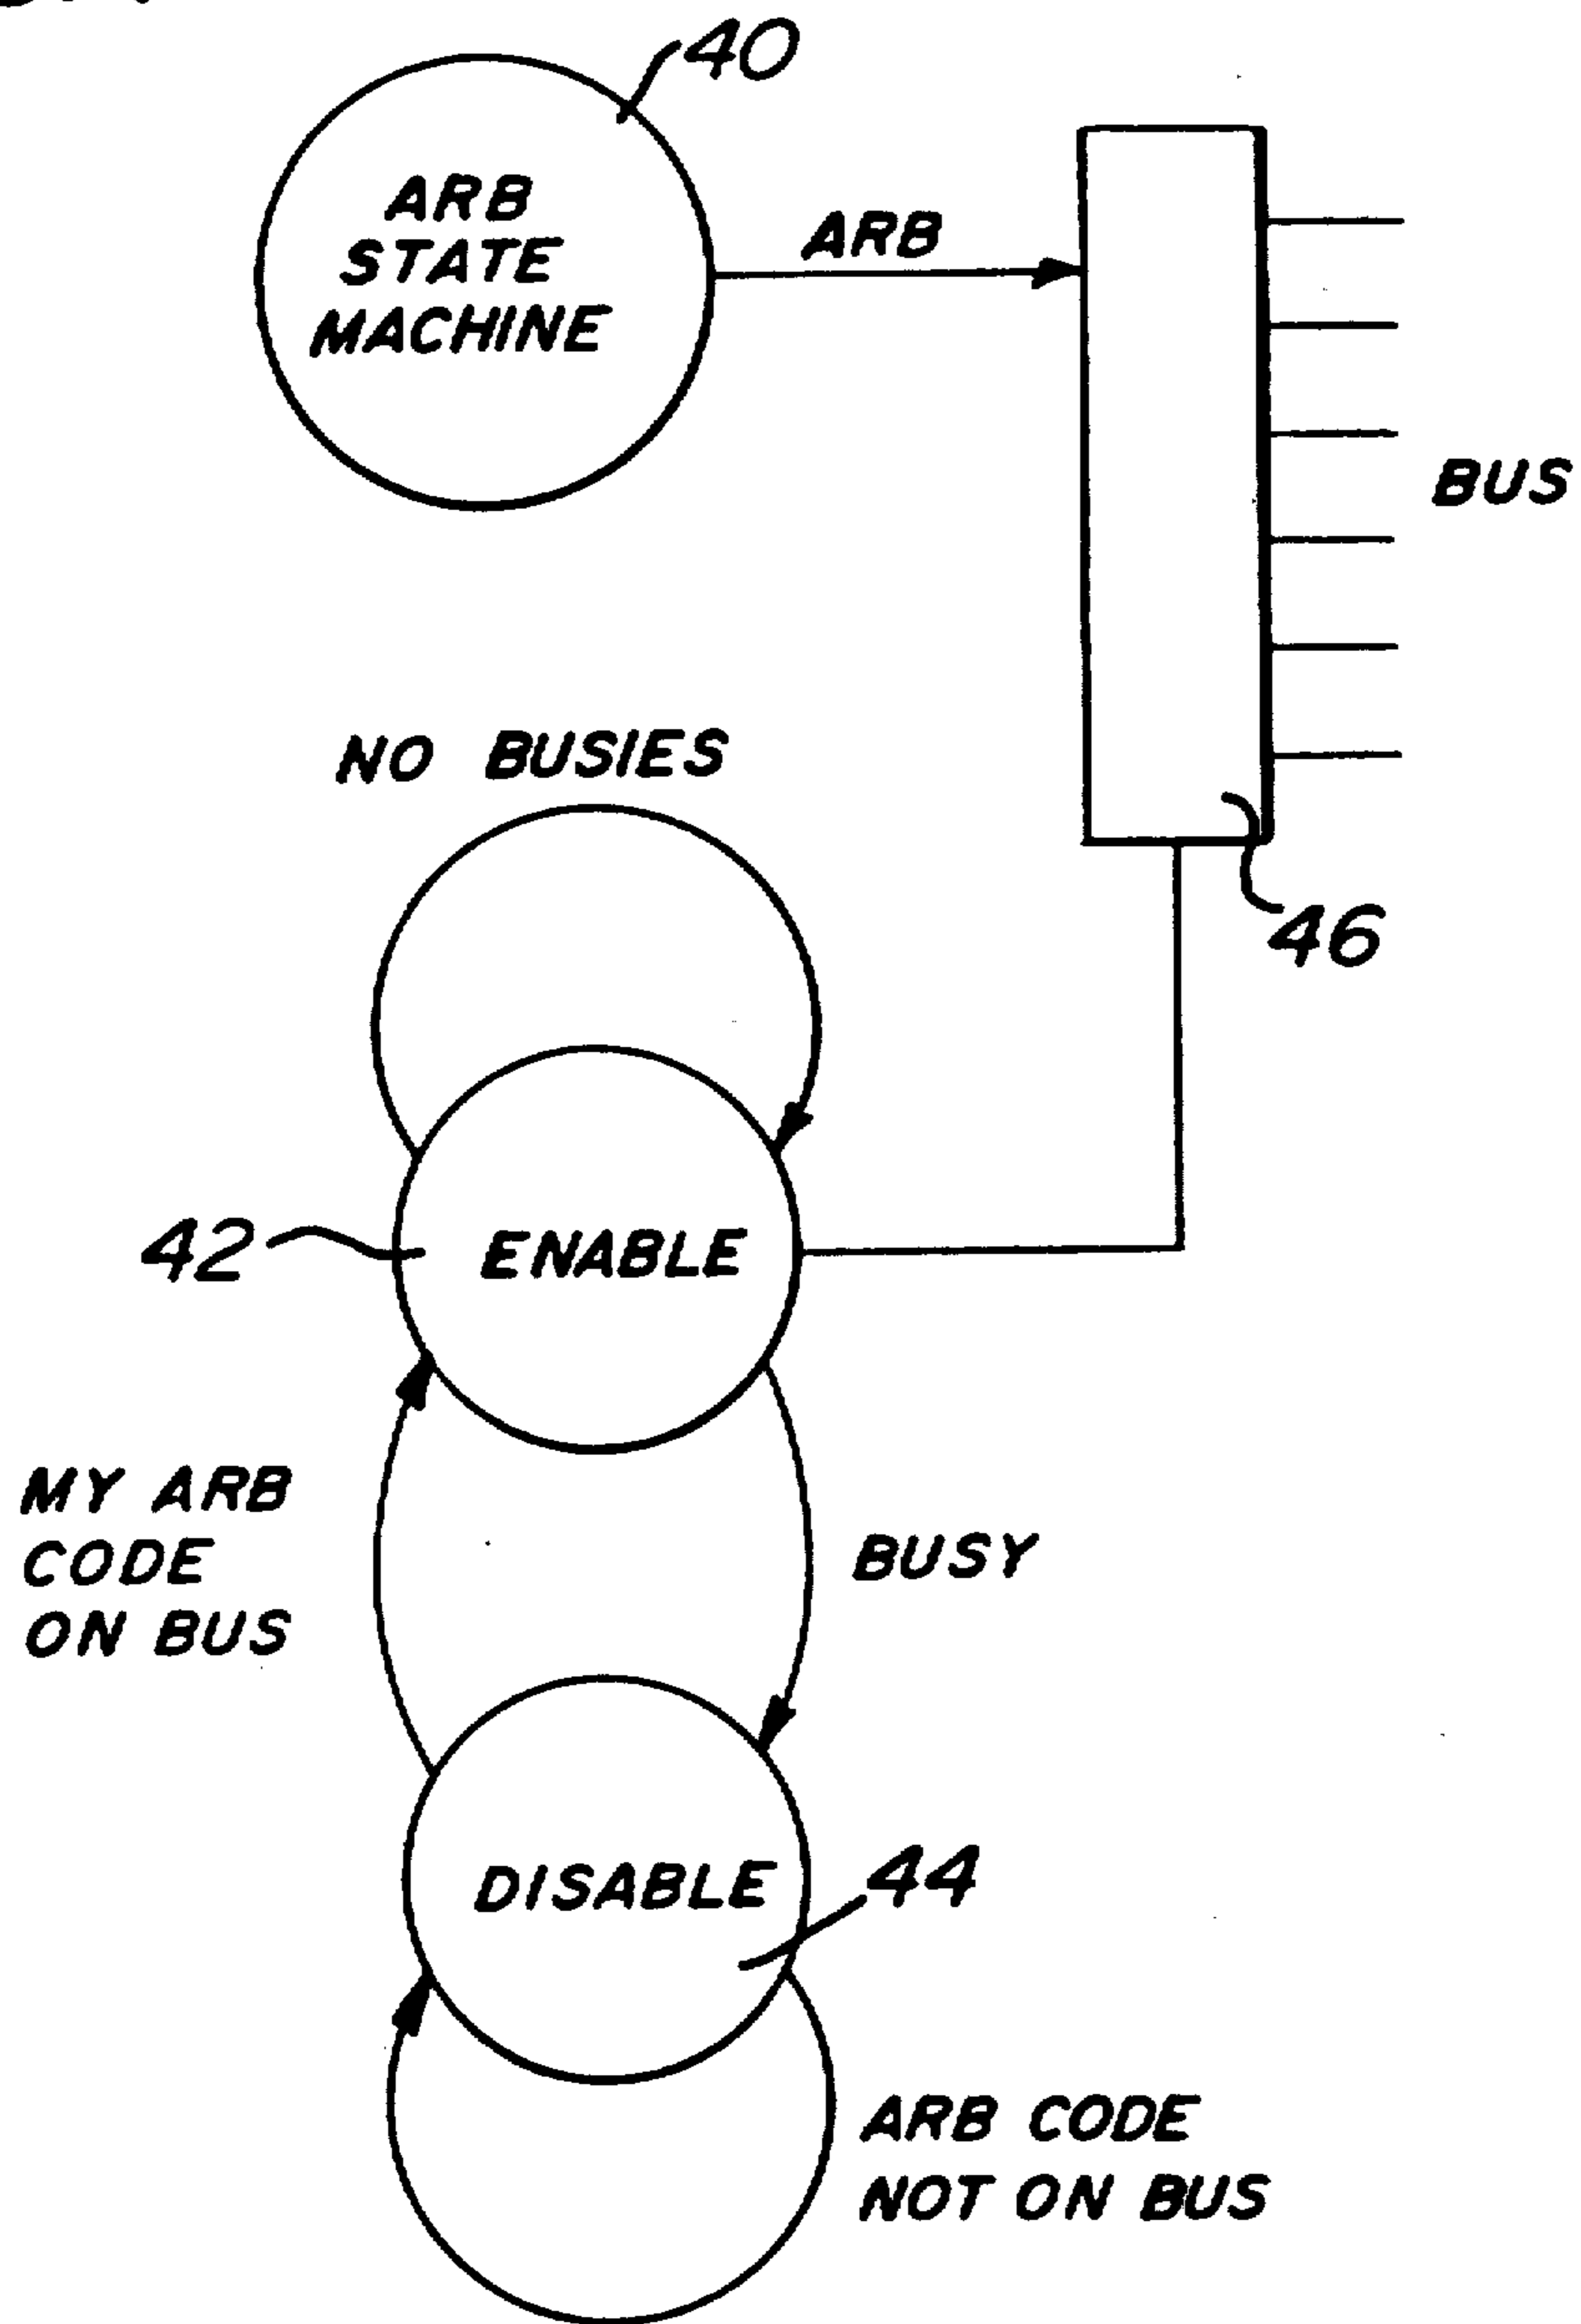 40
ARB
STATE
MACHINE
ARB
BUS
NO BUSIES
46
42
ENABLE
MY ARB
CODE
ON BUS
BUSY
DISABLE
44
ARB CODE
NOT ON BUS